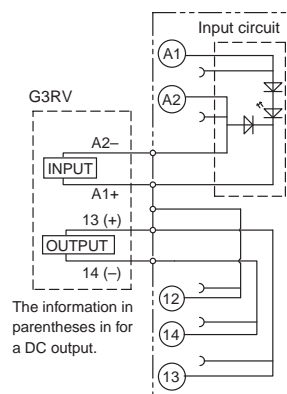 Input circuit
A1
A2
G3RV
A2–
INPUT
A1+
13 (+)
OUTPUT
14 (–)
The information in
parentheses in for
a DC output.
12
14
13